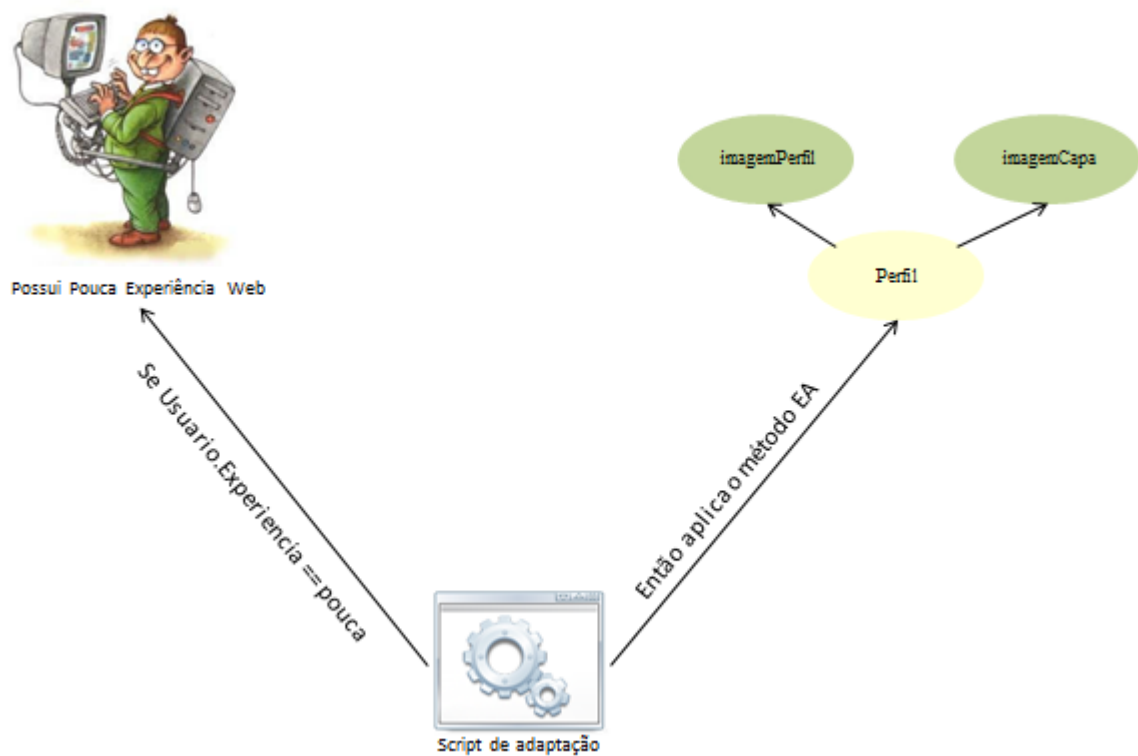 imagemPerfil
imagemCapa
Perfil
Possui Pouca Experiência Web
Se Usuario.Experiencia == pouca
Então aplica o método EA
Script de adaptação